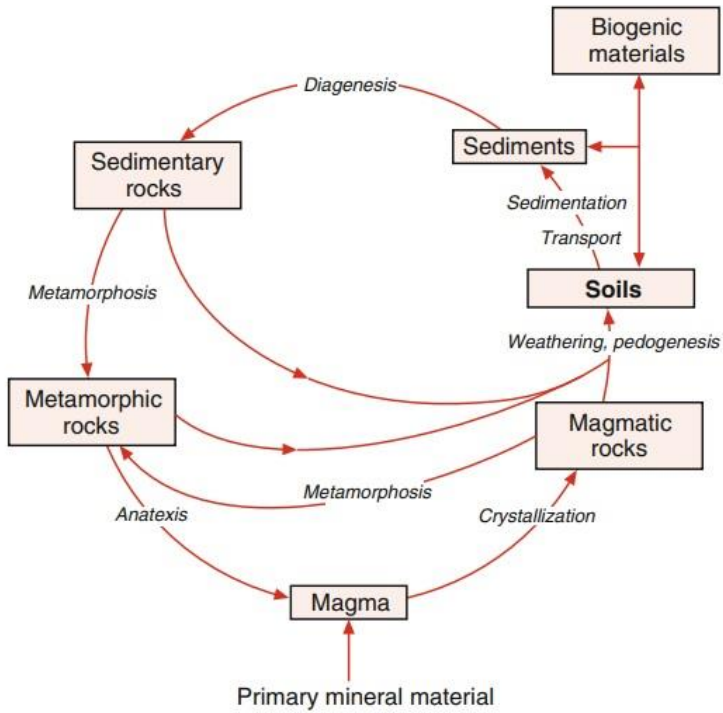 Biogenic
materials
Diagenesis
Sediments
Sedimentary
rocks
Sedimentation
Transport
Metamorphosis
Soils
Weathering, pedogenesis
Metamorphic
rocks
Magmatic
rocks
Metamorphosis
Anatexis
Crystallization
Magma
Primary mineral material